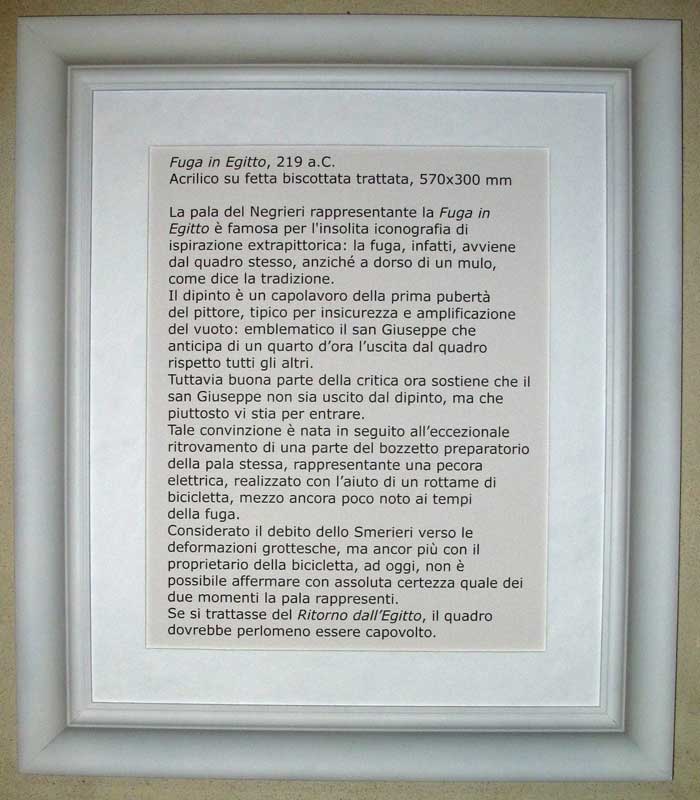 Fuga in Egitto, 219 a.C.
Acrilico su fetta biscottata trattata, 570x300 mm
La pala del Negrieri rappresentante la Fuga in
Egitto è famosa per l'insolita iconografia di
ispirazione extrapittorica: la fuga, infatti, avviene
dal quadro stesso, anziché a dorso di un mulo,
come dice la tradizione.
Il dipinto è un capolavoro della prima pubertà
del pittore, tipico per insicurezza e amplificazione
del vuoto: emblematico il san Giuseppe che
anticipa di un quarto d’ora l’uscita dal quadro
rispetto tutti gli altri.
Tuttavia buona parte della critica ora sostiene che il
san Giuseppe non sia uscito dal dipinto, ma che
piuttosto vi stia per entrare.
Tale convinzione è nata in seguito all’eccezionale
ritrovamento di una parte del bozzetto preparatorio
della pala stessa, rappresentante una pecora
elettrica, realizzato con l’aiuto di un rottame di
bicicletta, mezzo ancora poco noto ai tempi
della fuga.
Considerato il debito dello Smerieri verso le
deformazioni grottesche, ma ancor più con il
proprietario della bicicletta, ad oggi, non è
possibile affermare con assoluta certezza quale dei
due momenti la pala rappresenti.
Se si trattasse del Ritorno dall’Egitto, il quadro
dovrebbe perlomeno essere capovolto.